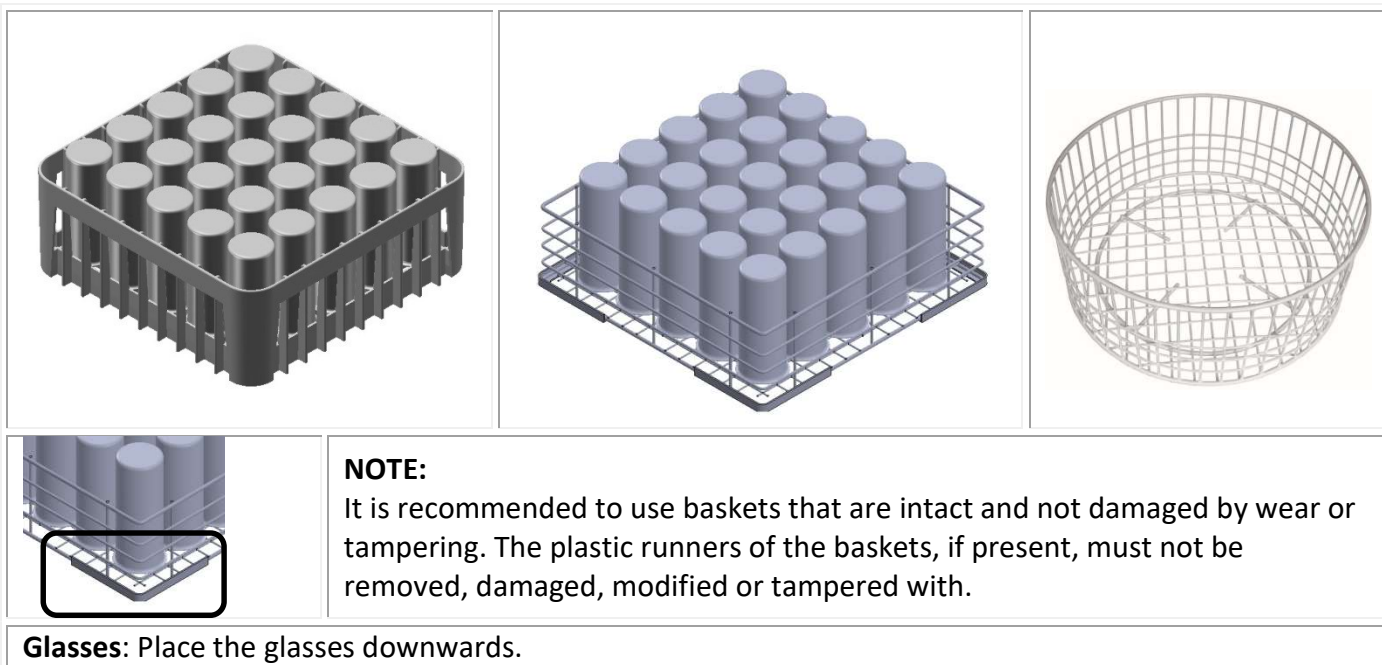 NOTE:
It is recommended to use baskets that are intact and not damaged by wear or
tampering. The plastic runners of the baskets, if present, must not be
removed, damaged, modified or tampered with.
Glasses: Place the glasses downwards.